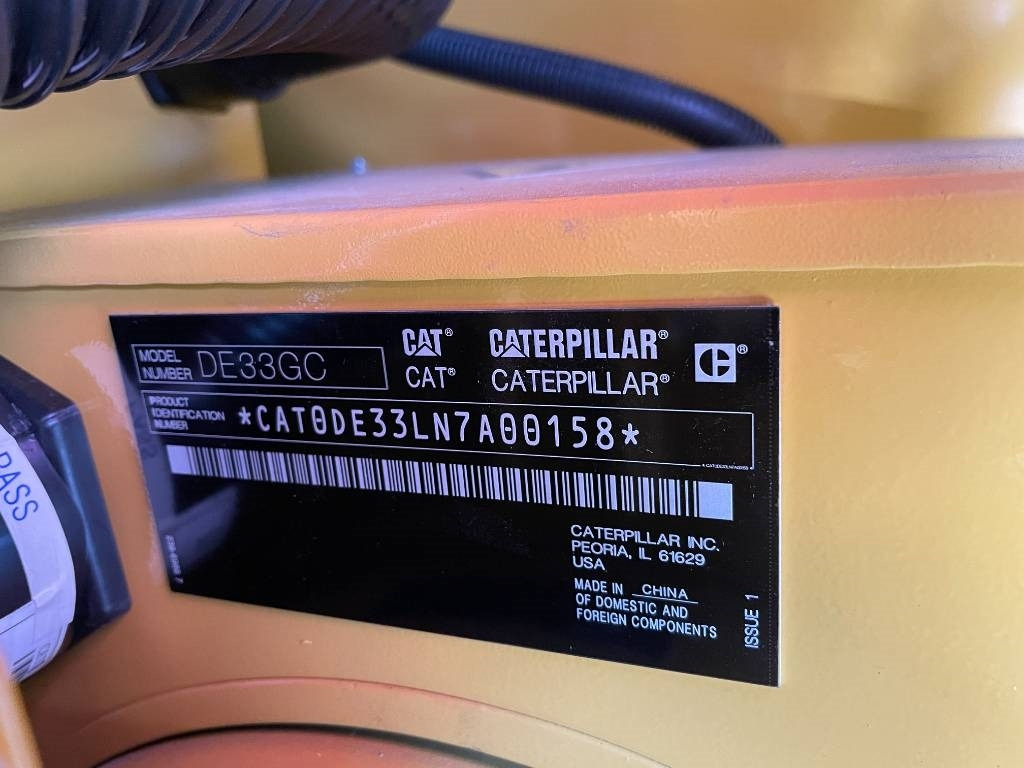 MODEL NUMBER DE33GC
CAT® CATERPILLAR®
CAT® CATERPILLAR®
PRODUCT IDENTIFICATION NUMBER
*CAT0DE33LN7A00158*
CATERPILLAR INC.
PEORIA, IL 61629
USA
MADE IN CHINA
OF DOMESTIC AND
FOREIGN COMPONENTS
ISSUE 1
PASS